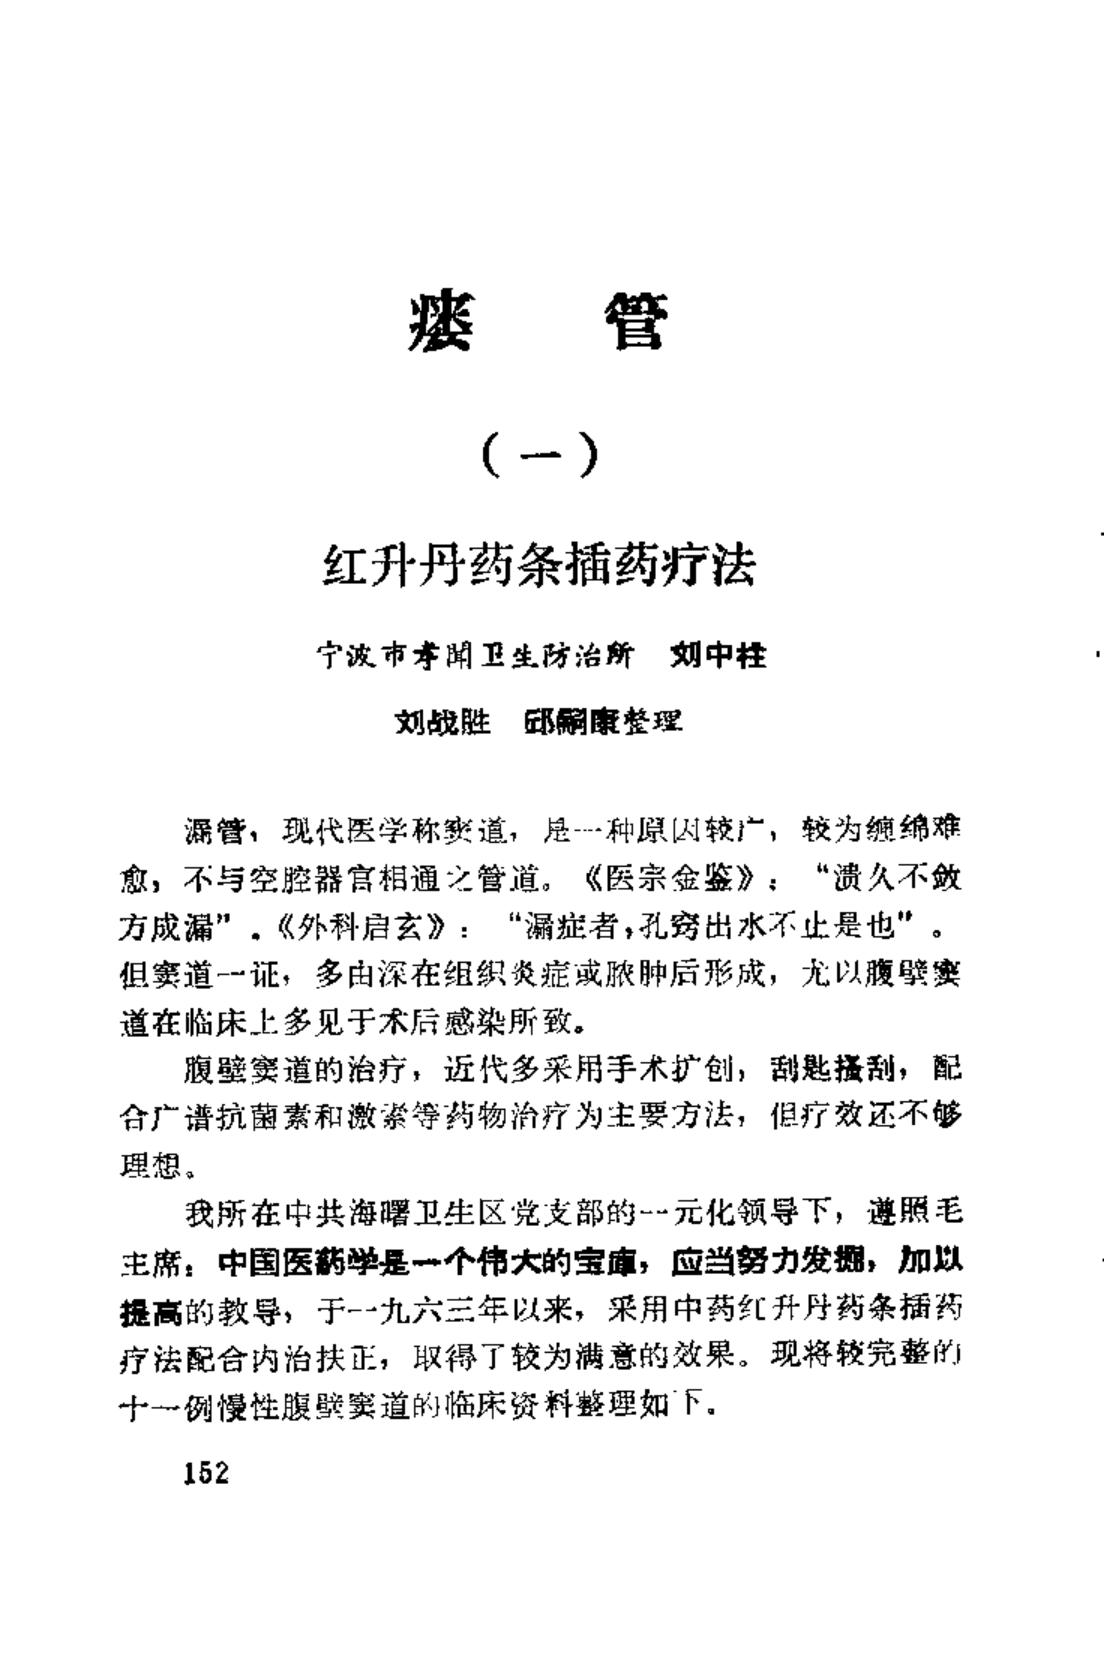 瘘 管
(一)
红升丹药条插药疗法
宁波市孝闻卫生防治所 刘中柱
刘战胜 邱嗣康整理
漏管,现代医学称窦道,是一种原因较广,较为缠绵难
愈,不与空腔器官相通之管道。《医宗金鉴》:“溃久不敛
方成漏”.《外科启玄》:“漏症者,孔窍出水不止是也”。
但窦道一证,多由深在组织炎症或脓肿后形成,尤以腹壁窦
道在临床上多见于术后感染所致。
腹壁窦道的治疗,近代多采用手术扩创,刮匙搔刮,配
合广谱抗菌素和激素等药物治疗为主要方法,但疗效还不够
理想。
我所在中共海曙卫生区党支部的一元化领导下,遵照毛
主席:中国医药学是一个伟大的宝库,应当努力发掘,加以
提高的教导,于一九六三年以来,采用中药红升丹药条插药
疗法配合内治扶正,取得了较为满意的效果。现将较完整的
十一例慢性腹壁窦道的临床资料整理如下。
152